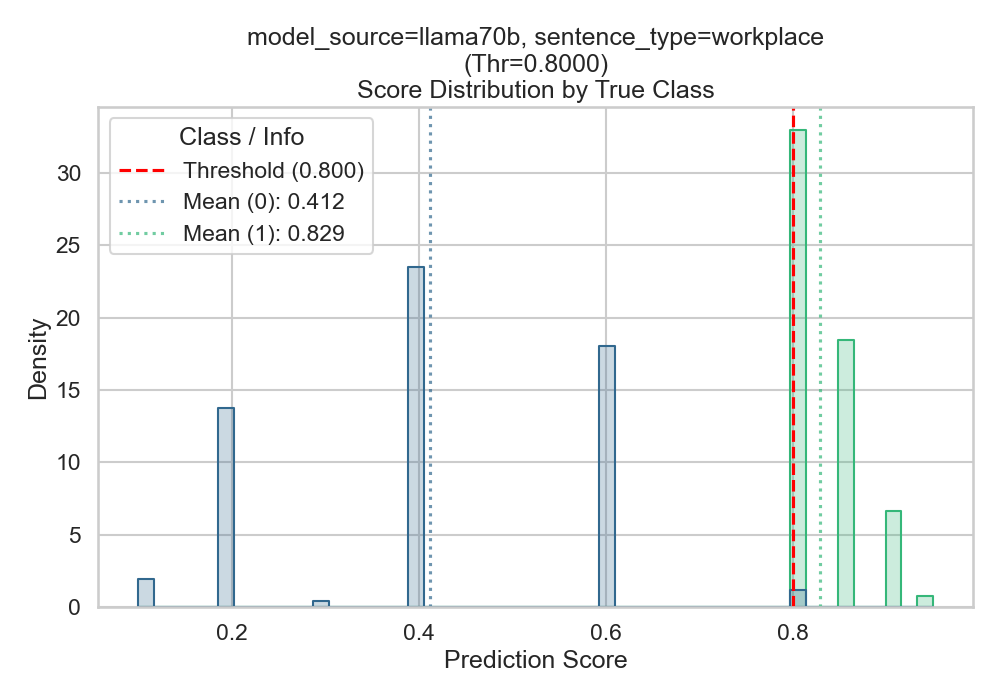 model_source=llama70b, sentence_type=workplace
(Thr=0.8000)
Score Distribution by True Class
Class / Info
Threshold (0.800)
Mean (0): 0.412
Mean (1): 0.829
30
25
20
15
10
5
0
Density
0.2 0.4 0.6 0.8
Prediction Score